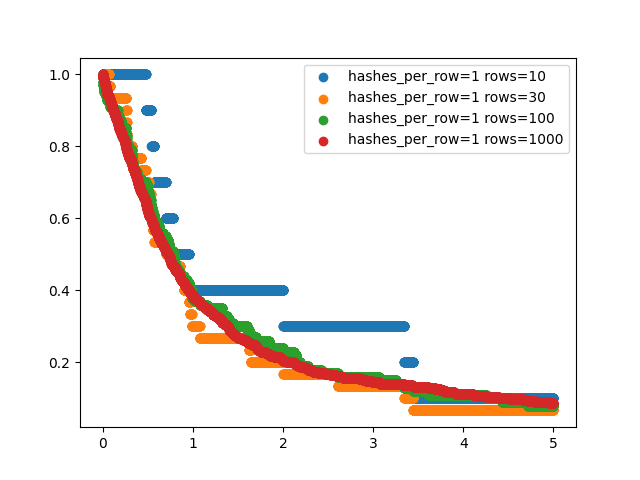 hashes_per_row=1 rows=10
hashes_per_row=1 rows=30
hashes_per_row=1 rows=100
hashes_per_row=1 rows=1000
1.0
0.8
0.6
0.4
0.2
0 1 2 3 4 5